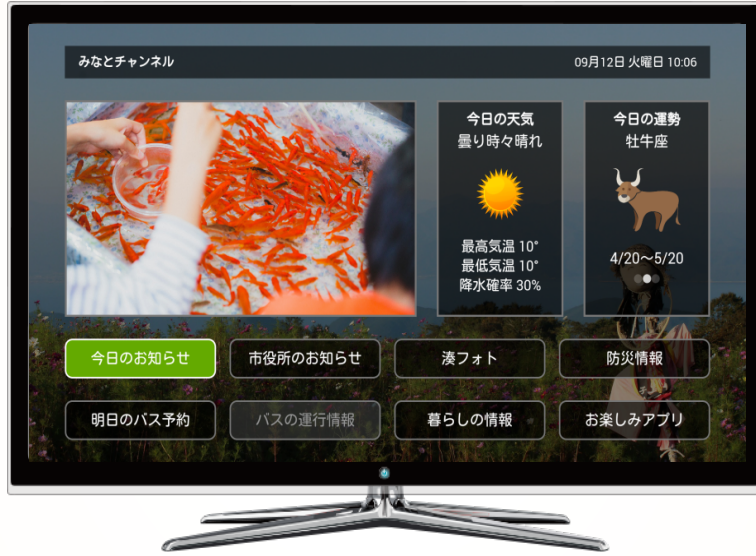 みなとチャンネル
09月12日 火曜日 10:06
今日の天気
曇り時々晴れ
最高気温 10°
最低気温 10°
降水確率 30%
今日の運勢
牡牛座
4/20～5/20
今日のお知らせ
市役所のお知らせ
湊フォト
防災情報
明日のバス予約
バスの運行情報
暮らしの情報
お楽しみアプリ